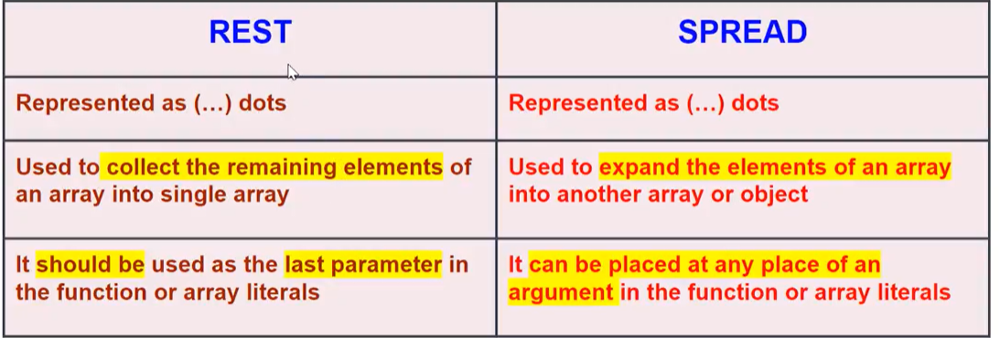 REST
SPREAD
Represented as (...) dots
Represented as (...) dots
Used to collect the remaining elements of
an array into single array
Used to expand the elements of an array
into another array or object
It should be used as the last parameter in
the function or array literals
It can be placed at any place of an
argument in the function or array literals